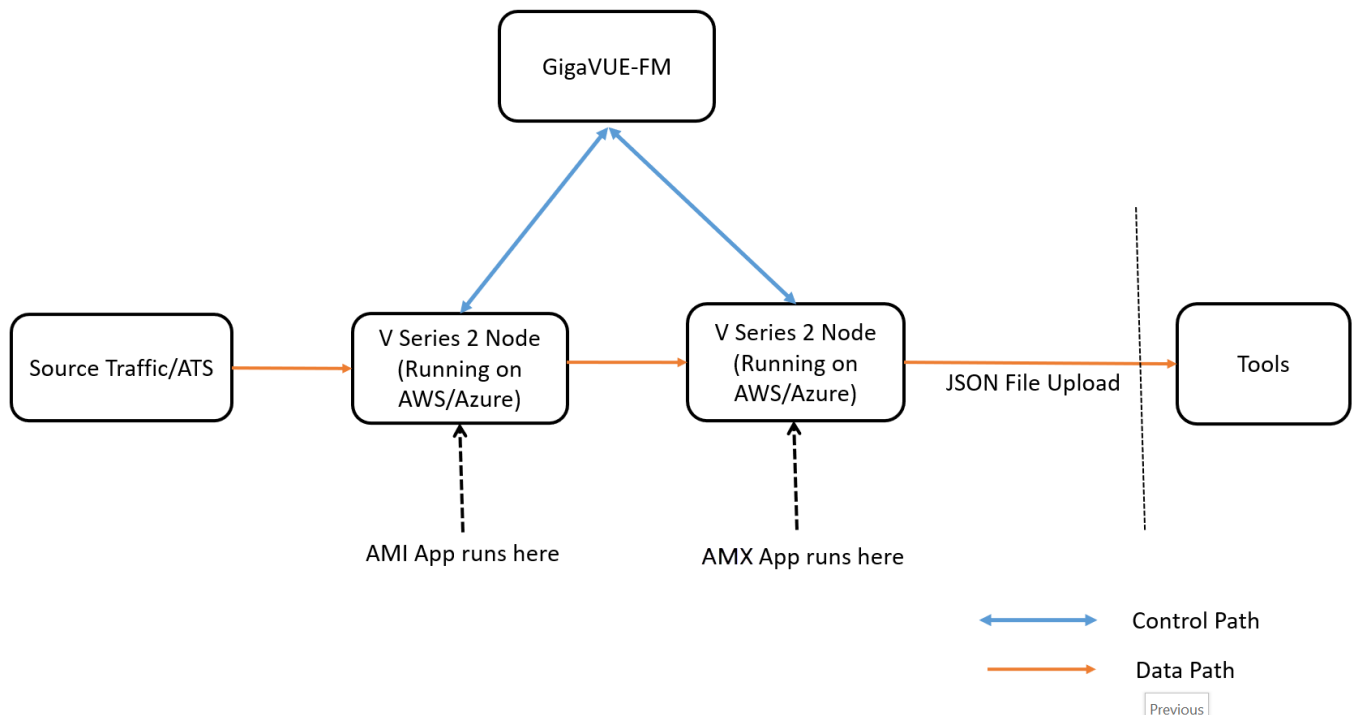 GigaVUE-FM
Source Traffic/ATS
V Series 2 Node
(Running on
AWS/Azure)
V Series 2 Node
(Running on
AWS/Azure)
JSON File Upload
Tools
AMI App runs here
AMX App runs here
Control Path
Data Path
Previous